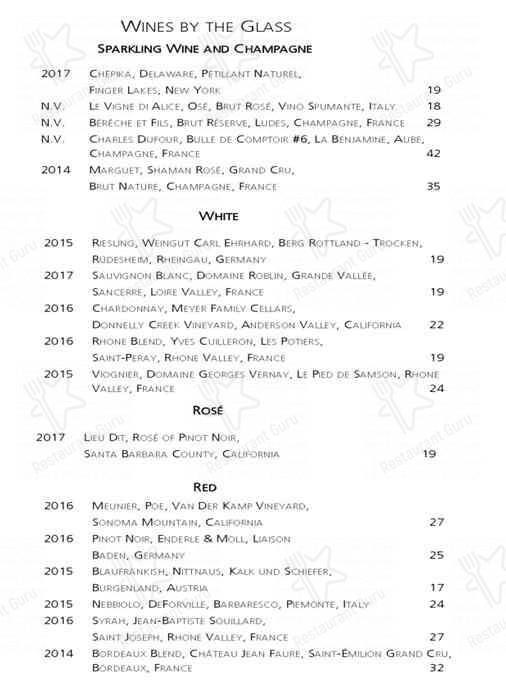 WINES BY THE GLASS
SPARKLING WINE AND CHAMPAGNE
2017 CHEPIKA, DELAWARE, PETILLANT NATUREL,
FINGER LAKES, NEW YORK 19
N.V. LE VIGNE DI ALICE, OSÉ, BRUT ROSÉ, VINO SPUMANTE, ITALY 18
N.V. BÉRÊCHE ET FILS, BRUT RÉSERVE, LUDES, CHAMPAGNE, FRANCE 29
N.V. CHARLES DUFOUR, BULLE DE COMPTOIR #6, LA BENJAMINE, AUBE,
CHAMPAGNE, FRANCE 42
2014 MARGUET, SHAMAN ROSÉ, GRAND CRU,
BRUT NATURE, CHAMPAGNE, FRANCE 35
WHITE
2015 RIESLING, WEINGUT CARL EHRHARD, BERG ROTTLAND - TROCKEN,
RÜDESHEIM, RHEINGAU, GERMANY 19
2017 SAUVIGNON BLANC, DOMAINE ROBLIN, GRANDE VALLÉE,
SANCERRE, LOIRE VALLEY, FRANCE 19
2016 CHARDONNAY, MEYER FAMILY CELLARS,
DONNELLY CREEK VINEYARD, ANDERSON VALLEY, CALIFORNIA 22
2016 RHONE BLEND, YVES CUILLERON, LES POTIERS,
SAINT-PERAY, RHONE VALLEY, FRANCE 19
2015 VIOGNIER, DOMAINE GEORGES VERNAY, LE PIED DE SAMSON, RHONE
VALLEY, FRANCE 24
ROSÉ
2017 LIEU DIT, ROSÉ OF PINOT NOIR,
SANTA BARBARA COUNTY, CALIFORNIA 19
RED
2016 MEUNIER, POE, VAN DER KAMP VINEYARD,
SONOMA MOUNTAIN, CALIFORNIA 27
2016 PINOT NOIR, ENDERLE & MOLL, LIAISON
BADEN, GERMANY 25
2015 BLAUFRÄNKISH, NITTNAUS, KALK UND SCHIEFER,
BURGENLAND, AUSTRIA 17
2015 NEBBIOLO, DEFORVILLE, BARBARESCO, PIEMONTE, ITALY 24
2016 SYRAH, JEAN-BAPTISTE SOUILLARD,
SAINT JOSEPH, RHONE VALLEY, FRANCE 27
2014 BORDEAUX BLEND, CHÂTEAU JEAN FAURE, SAINT-ÉMILION GRAND CRU,
BORDEAUX, FRANCE 32
Restaurant Guru